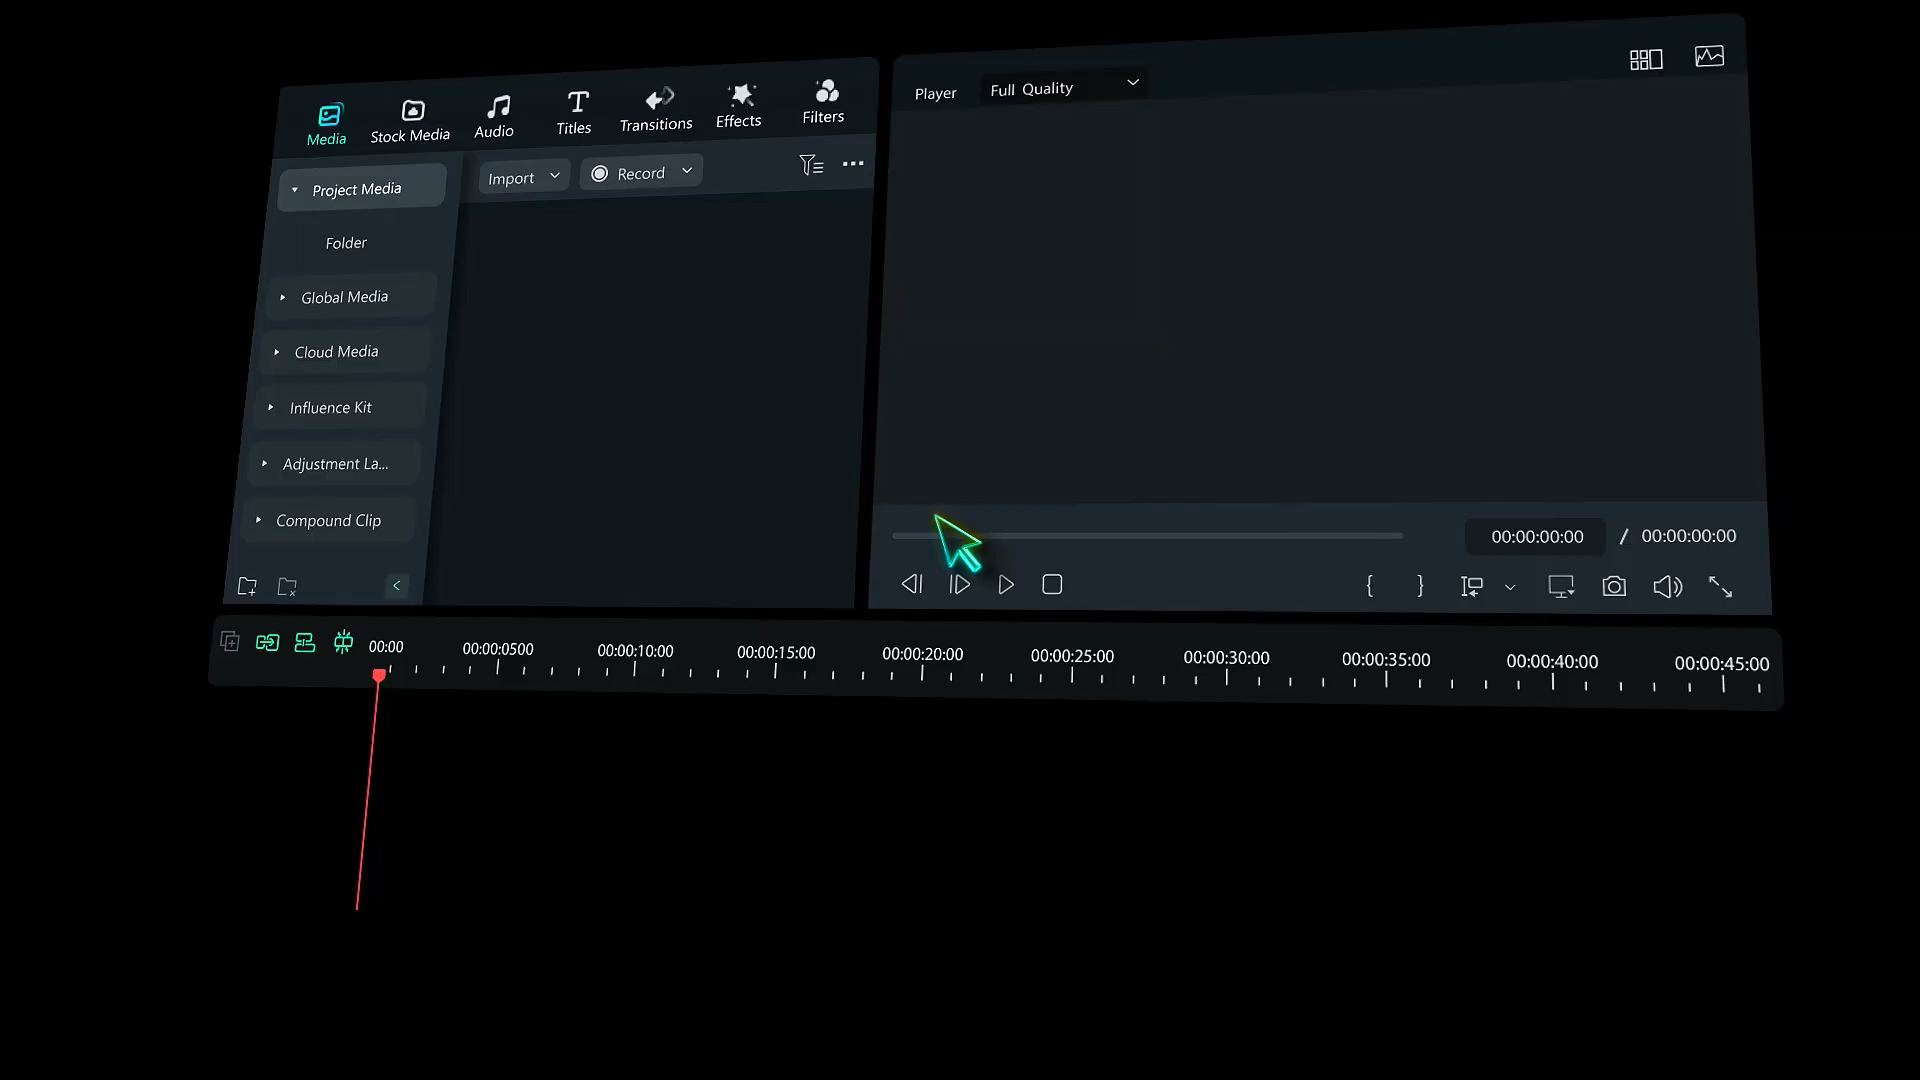 Media
Stock Media
Audio
Titles
Transitions
Effects
Filters
Project Media
Folder
Global Media
Cloud Media
Influence Kit
Adjustment La...
Compound Clip
Import
Record
Player
Full Quality
00:00:00:00 / 00:00:00:00
00:00
00:00:0500
00:00:10:00
00:00:15:00
00:00:20:00
00:00:25:00
00:00:30:00
00:00:35:00
00:00:40:00
00:00:45:00